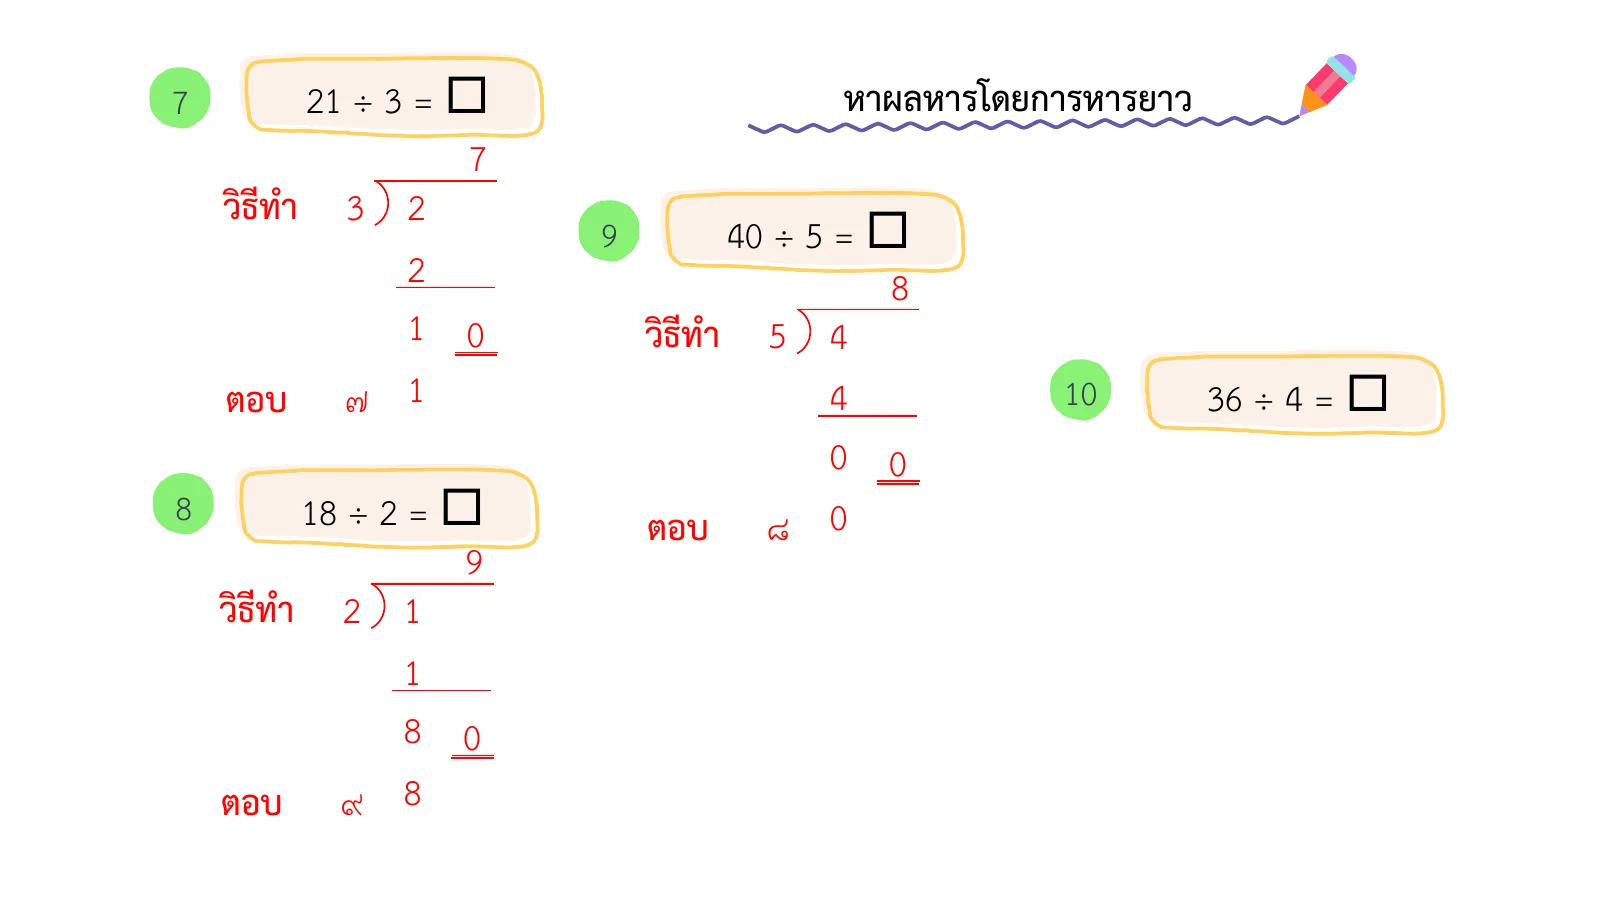 หาผลหารโดยการหารยาว
7
21 ÷ 3 = □
7
วิธีทำ 3 2
2
1 0
1
ตอบ ๗
8
18 ÷ 2 = □
9
วิธีทำ 2 1
1
8 0
8
ตอบ ๙
9
40 ÷ 5 = □
8
วิธีทำ 5 4
4
0 0
0
ตอบ ๘
10
36 ÷ 4 = □